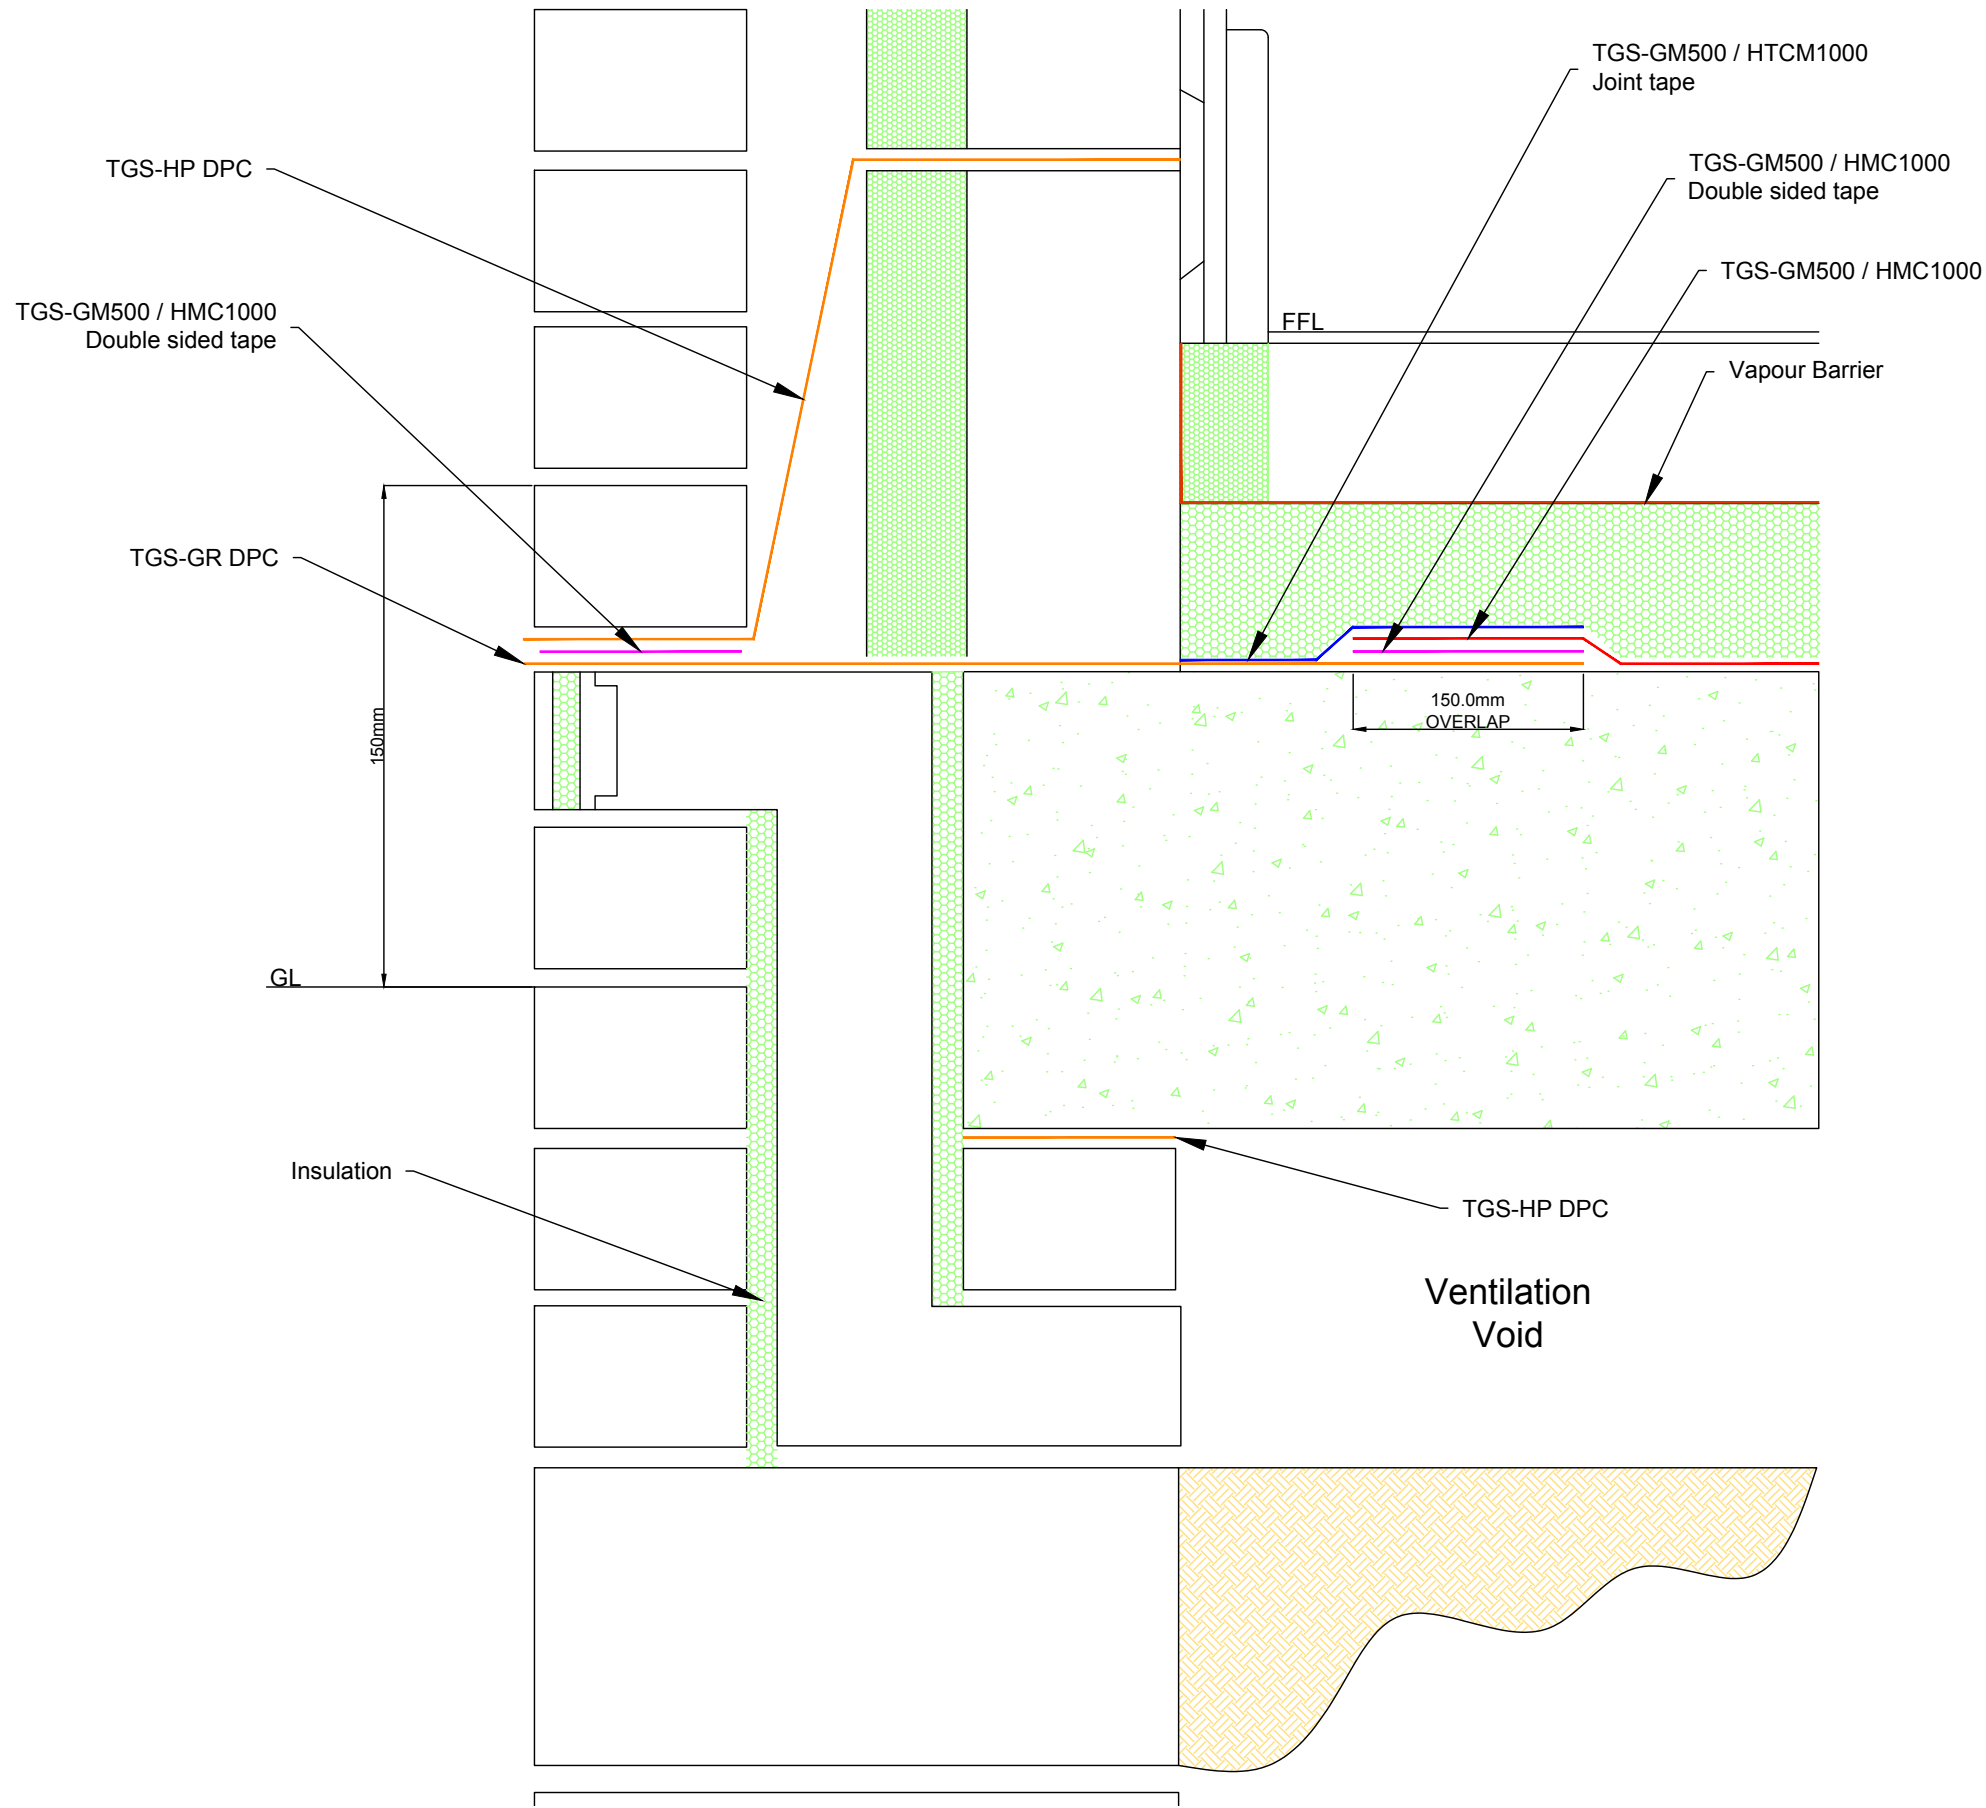 TGS-GM500 / HTCM1000
Joint tape
TGS-HP DPC
TGS-GM500 / HMC1000
Double sided tape
TGS-GM500 / HMC1000
TGS-GM500 / HMC1000
Double sided tape
FFL
Vapour Barrier
TGS-GR DPC
150mm
150.0mm
OVERLAP
GL
Insulation
TGS-HP DPC
Ventilation
Void